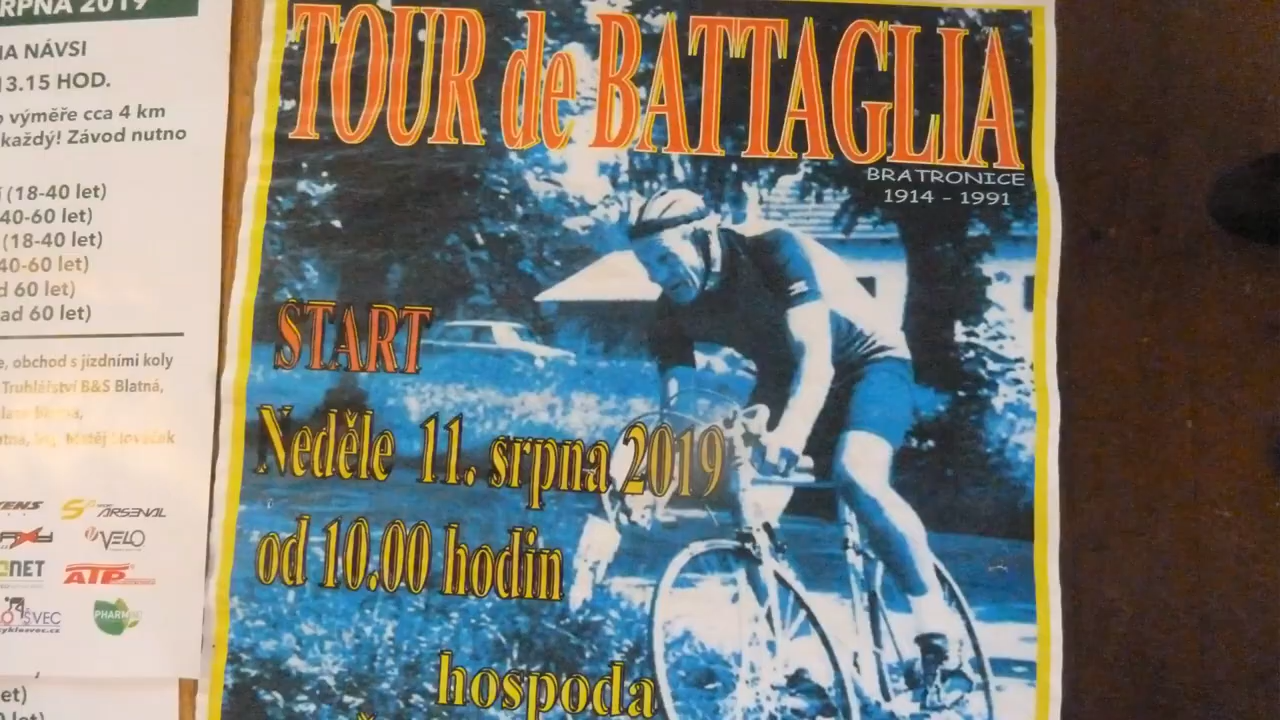 RPNA 2019
NA NÁVSI
13.15 HOD.
výměře cca 4 km
každý! Závod nutno
(18-40 let)
40-60 let)
(18-40 let)
40-60 let)
60 let)
ad 60 let)
obchod s jízdními koly
Truhlářství B&S Blatná,
ARSENAL
VELO
NET
ATP
ŠVEC
PHARM
et)
let)
TOUR de BATTAGLIA
BRATRONICE
1914 - 1991
START
Neděle 11. srpna 2019
od 10.00 hodin
hospoda